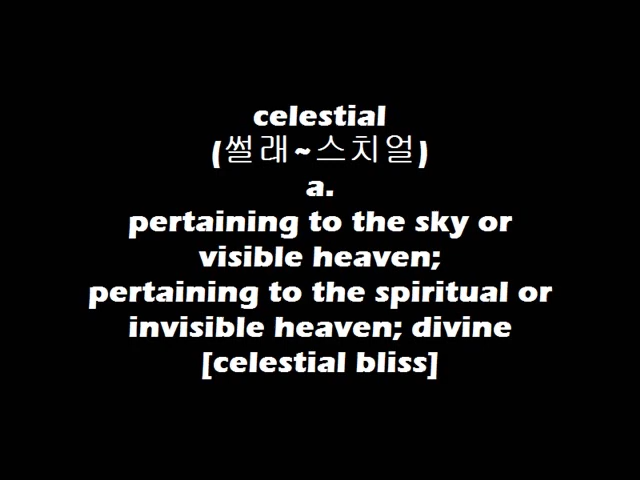 celestial
(썰래~스치얼)
a.
pertaining to the sky or
visible heaven;
pertaining to the spiritual or
invisible heaven; divine
[celestial bliss]